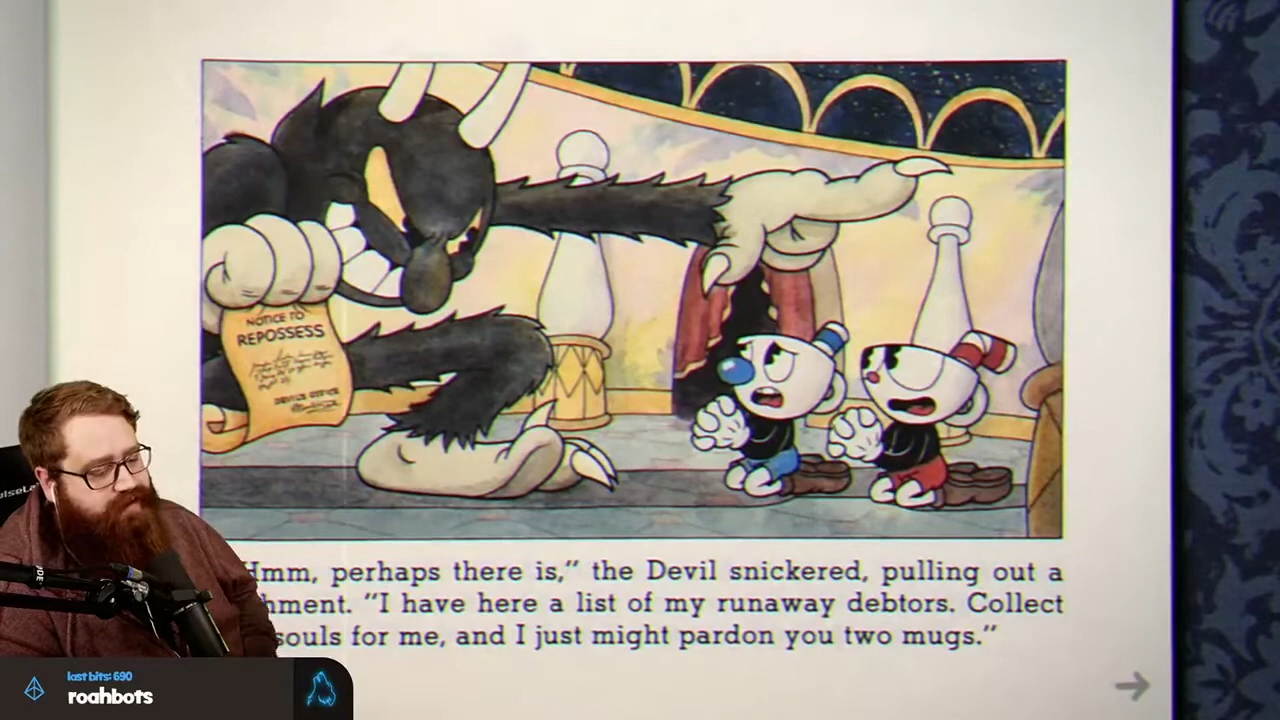 NOTICE TO
REPOSSESS
Hmm, perhaps there is,” the Devil snickered, pulling out a
hment. “I have here a list of my runaway debtors. Collect
souls for me, and I just might pardon you two mugs.”
last bits: 690
roahbots